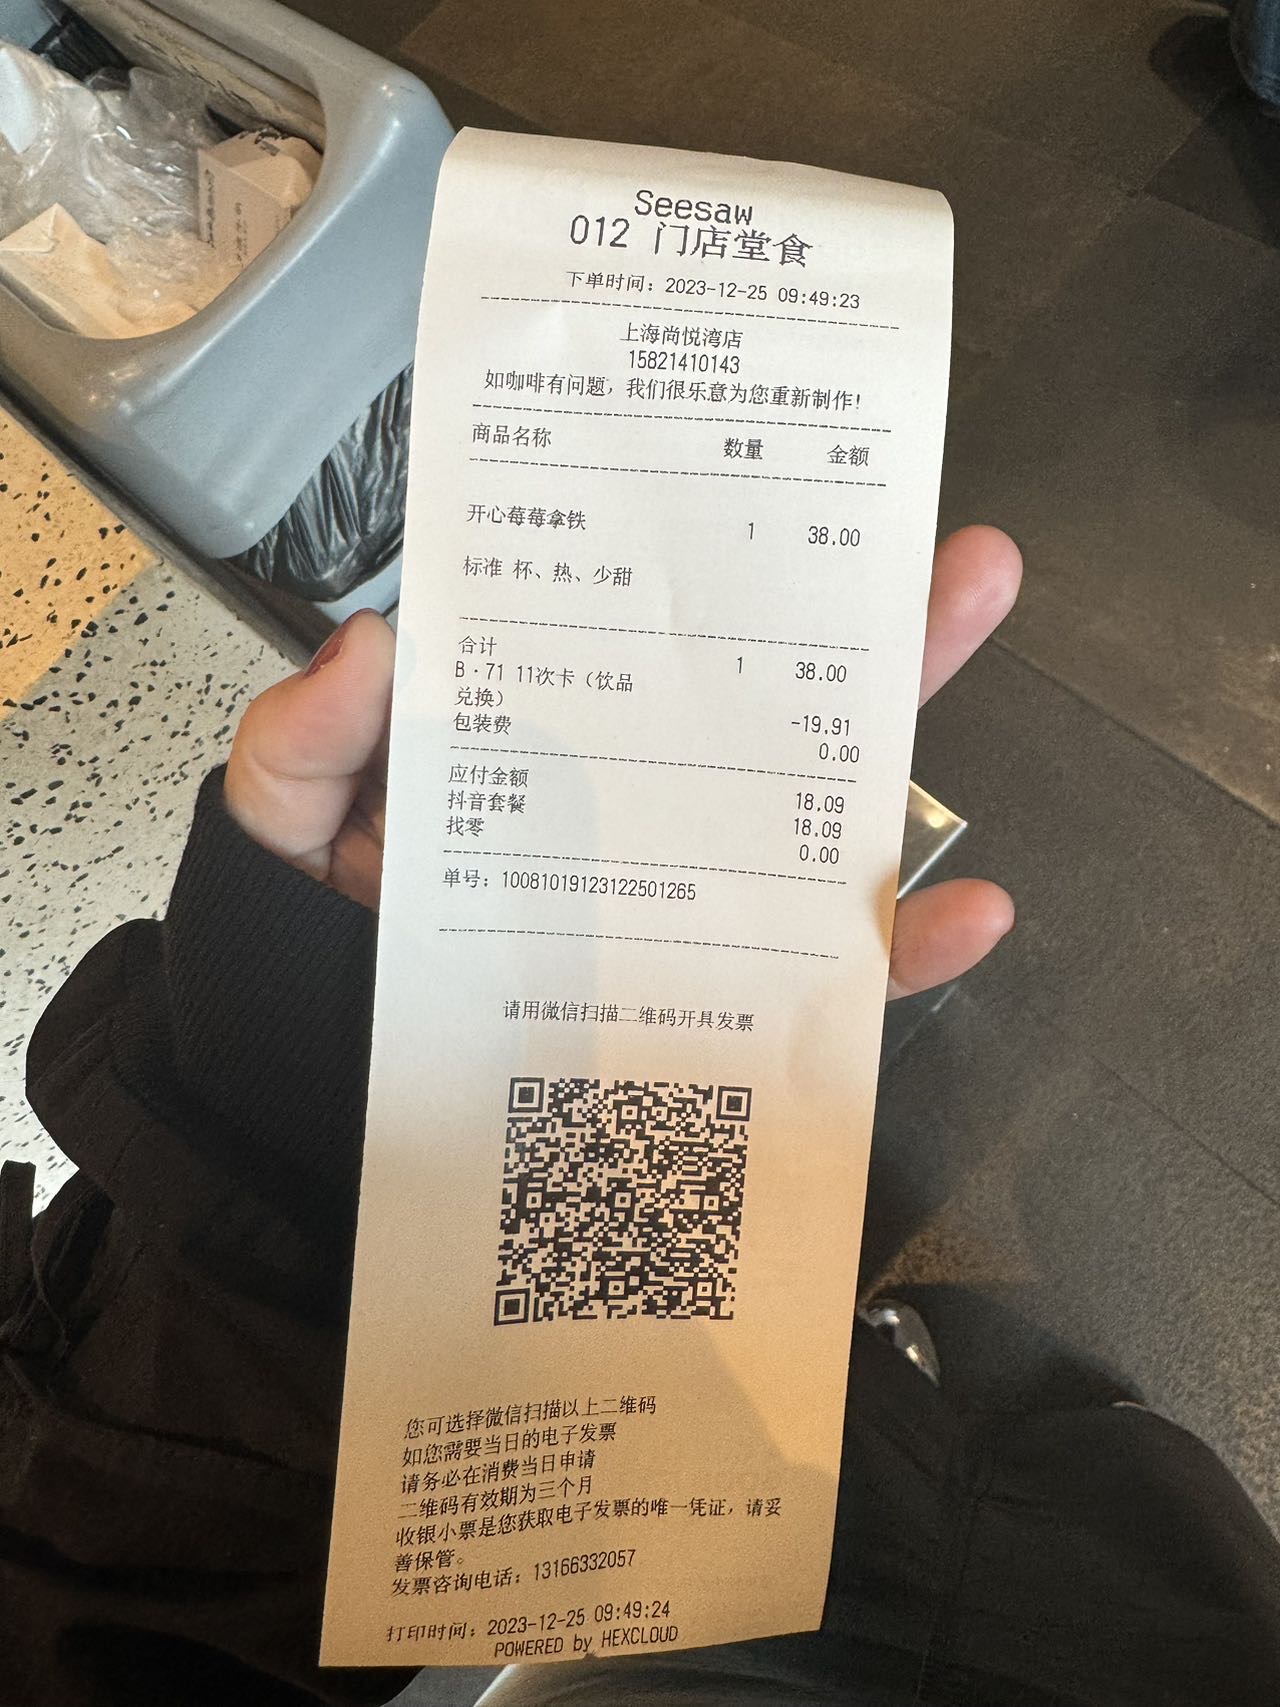 Seesaw
012 门店堂食
下单时间：2023-12-25 09:49:23
上海尚悦湾店
15821410143
如咖啡有问题，我们很乐意为您重新制作！
商品名称 数量 金额
开心莓莓拿铁 1 38.00
标准 杯、热、少甜
合计 1 38.00
B·71 11次卡（饮品
兑换） -19.91
包装费 0.00
应付金额 18.09
抖音套餐 18.09
找零 0.00
单号：10081019123122501265
请用微信扫描二维码开具发票
您可选择微信扫描以上二维码
如您需要当日的电子发票
请务必在消费当日申请
二维码有效期为三个月
收银小票是您获取电子发票的唯一凭证，请妥
善保管。
发票咨询电话：13166332057
打印时间：2023-12-25 09:49:24
POWERED by HEXCLOUD